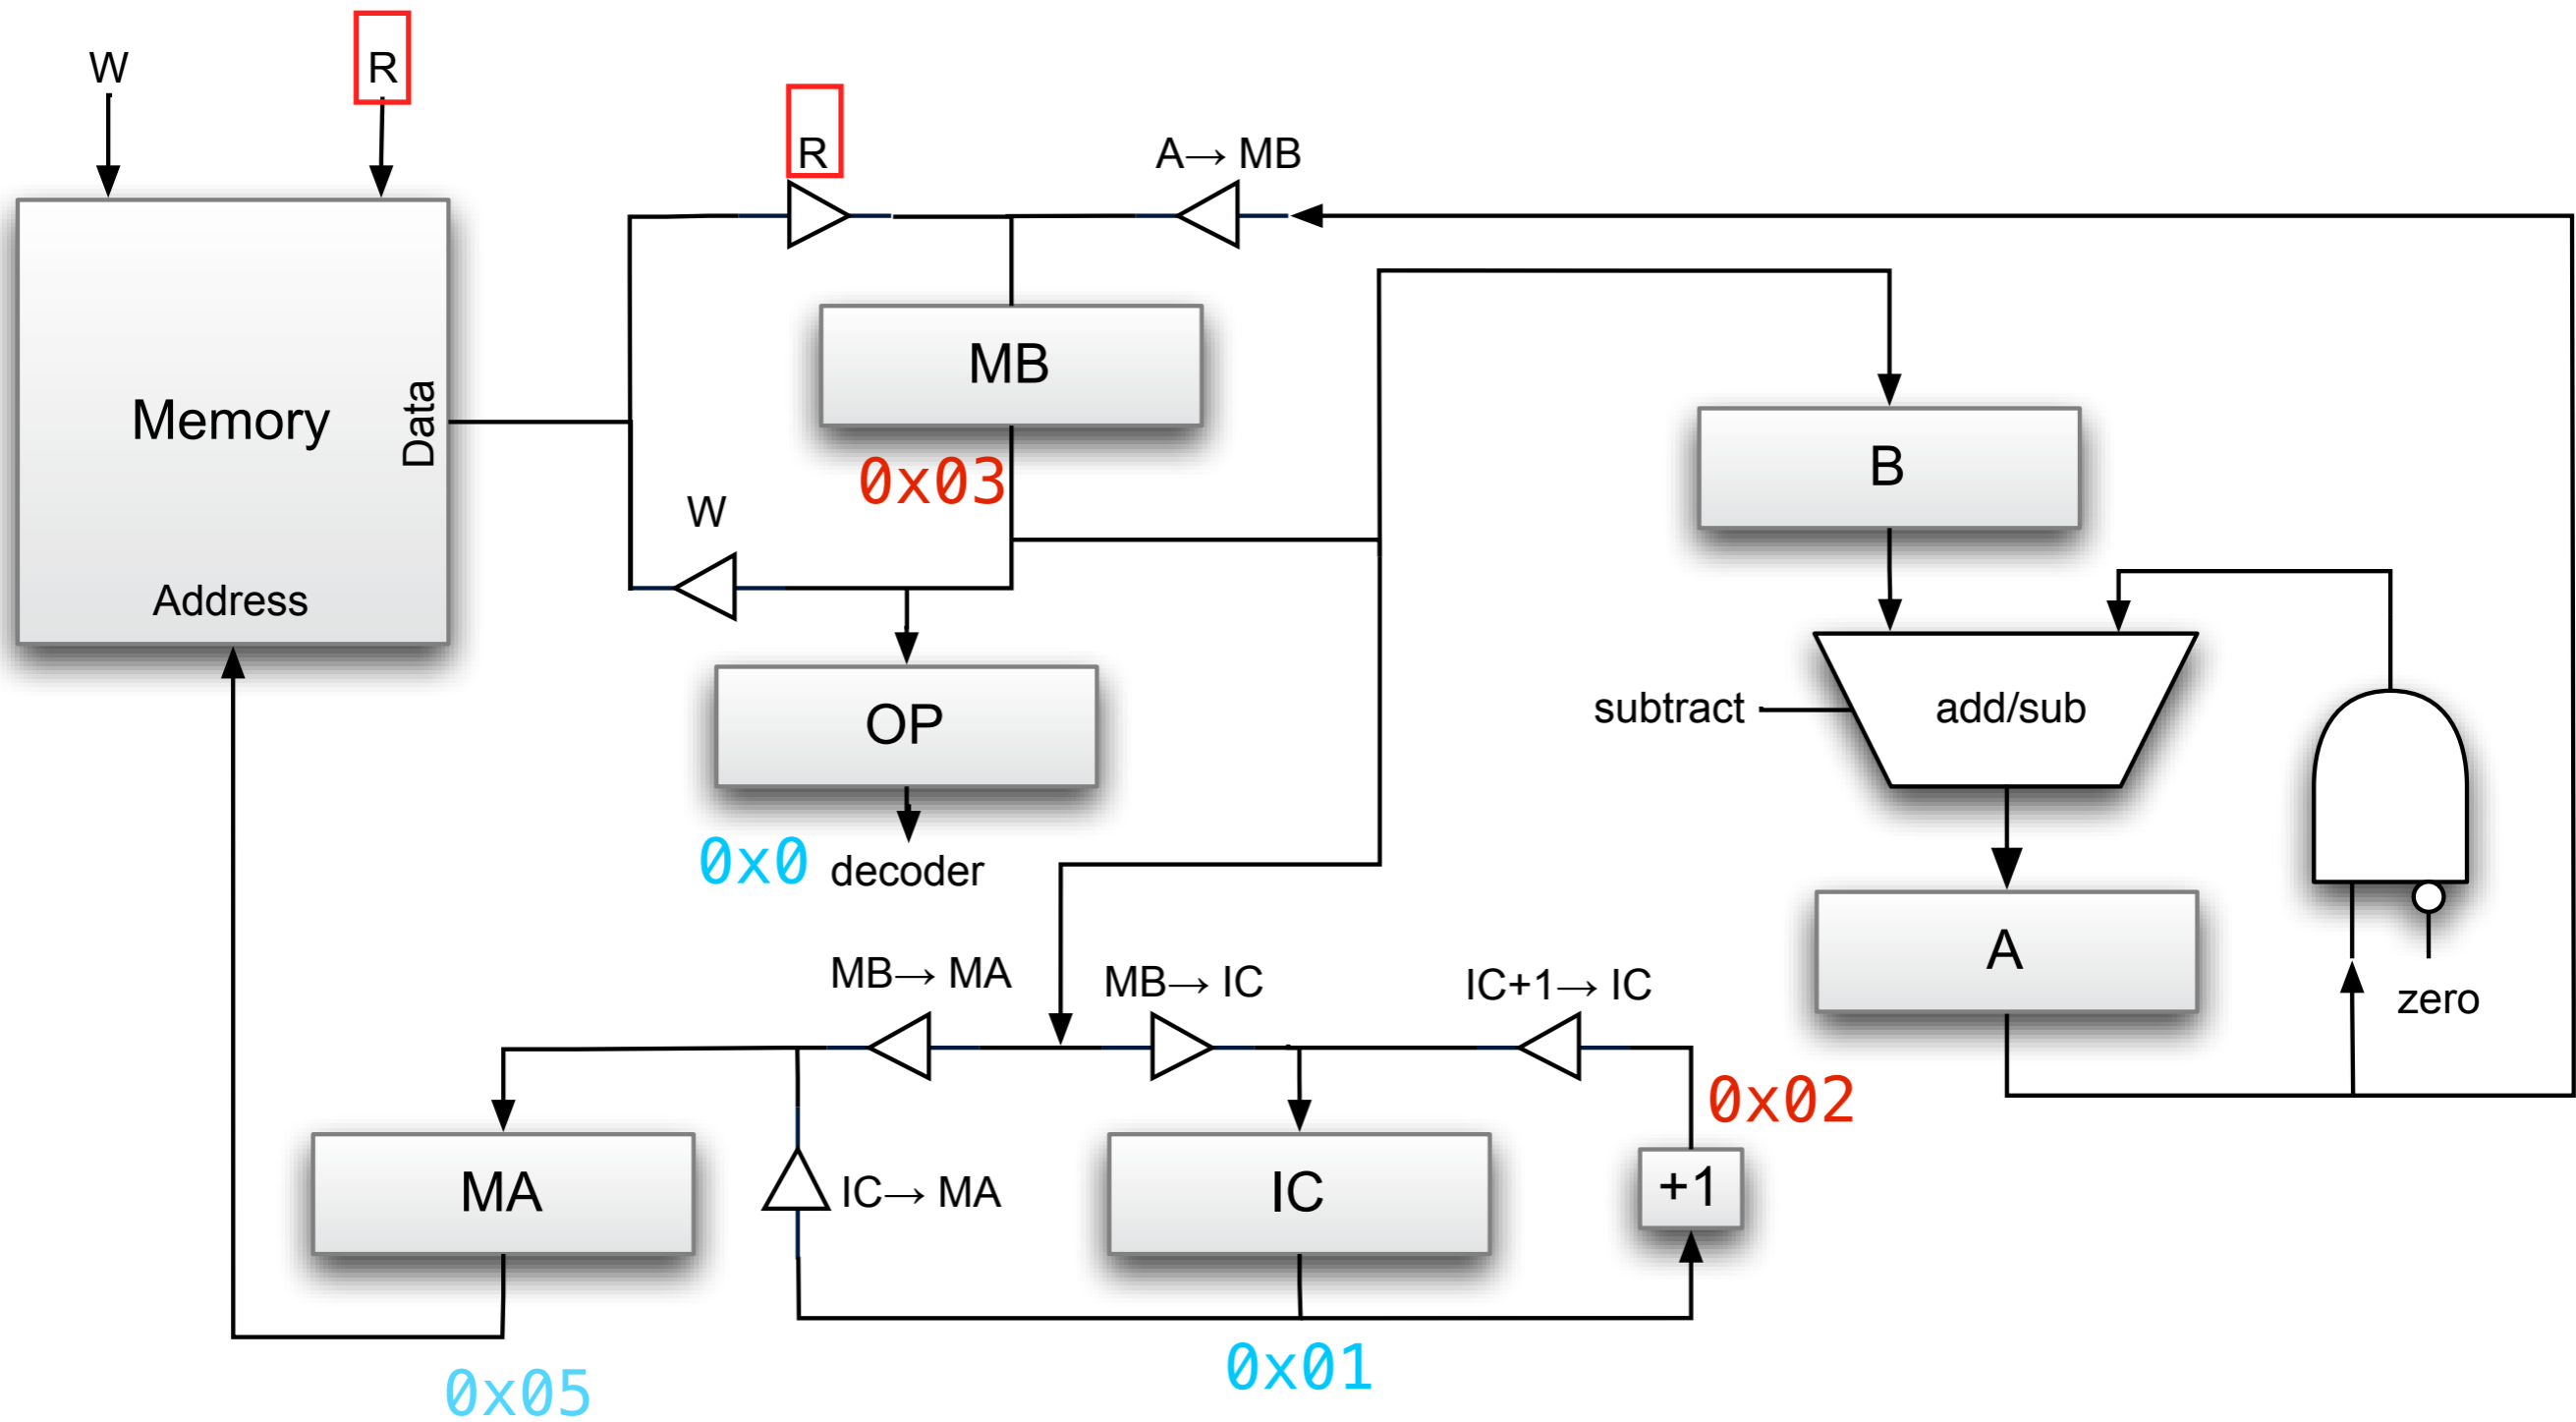 W
R
R
A→ MB
MB
Memory
Data
0x03
B
W
Address
subtract
add/sub
OP
0x0
decoder
A
MB→ MA
MB→ IC
IC+1→ IC
zero
0x02
MA
IC→ MA
IC
+1
0x05
0x01